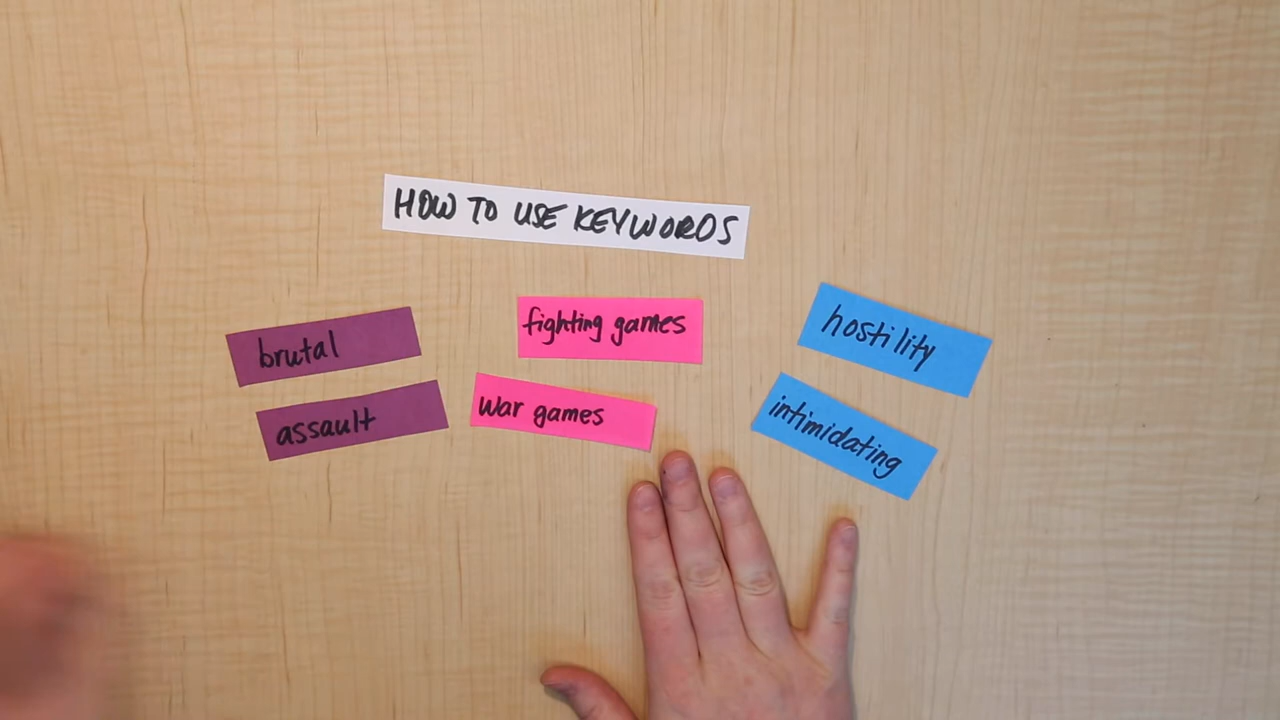 HOW TO USE KEYWORDS
brutal
assault
fighting games
war games
hostility
intimidating